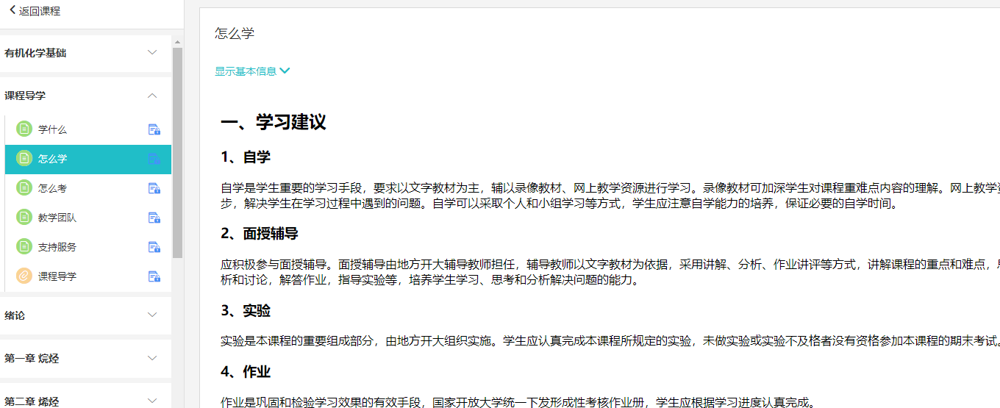 返回课程
有机化学基础
课程导学
学什么
怎么学
怎么考
教学团队
支持服务
课程导学
绪论
第一章 烷烃
第二章 烯烃
怎么学
显示基本信息
一、学习建议
1、自学
自学是学生重要的学习手段，要求以文字教材为主，辅以录像教材、网上教学资源进行学习。录像教材可加深学生对课程重难点内容的理解。网上教学
步，解决学生在学习过程中遇到的问题。自学可以采取个人和小组学习等方式，学生应注意自学能力的培养，保证必要的自学时间。
2、面授辅导
应积极参与面授辅导。面授辅导由地方开大辅导教师担任，辅导教师以文字教材为依据，采用讲解、分析、作业讲评等方式，讲解课程的重点和难点，
析和讨论，解答作业，指导实验等，培养学生学习、思考和分析解决问题的能力。
3、实验
实验是本课程的重要组成部分，由地方开大组织实施。学生应认真完成本课程所规定的实验，未做实验或实验不及格者没有资格参加本课程的期末考试。
4、作业
作业是巩固和检验学习效果的有效手段，国家开放大学统一下发形成性考核作业册，学生应根据学习进度认真完成。